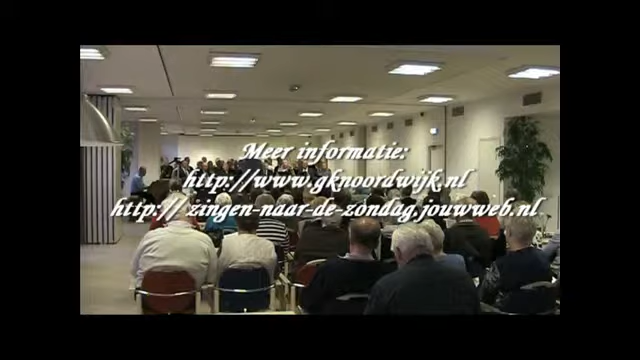 Meer informatie:
http://www.gknoordwijk.nl
http:// zingen-naar-de-zondag.jouwweb.nl